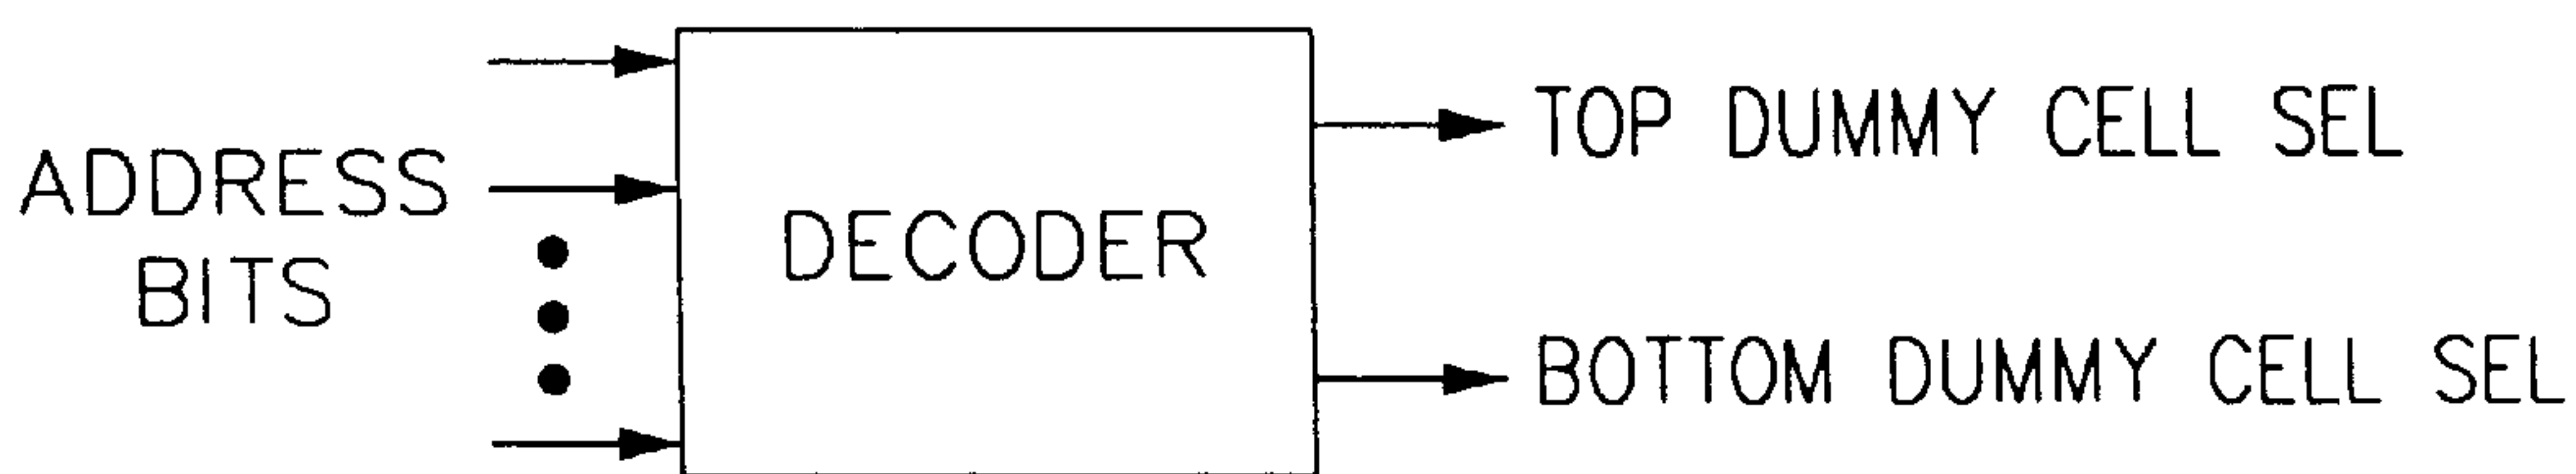 ADDRESS
BITS
DECODER
TOP DUMMY CELL SEL
BOTTOM DUMMY CELL SEL